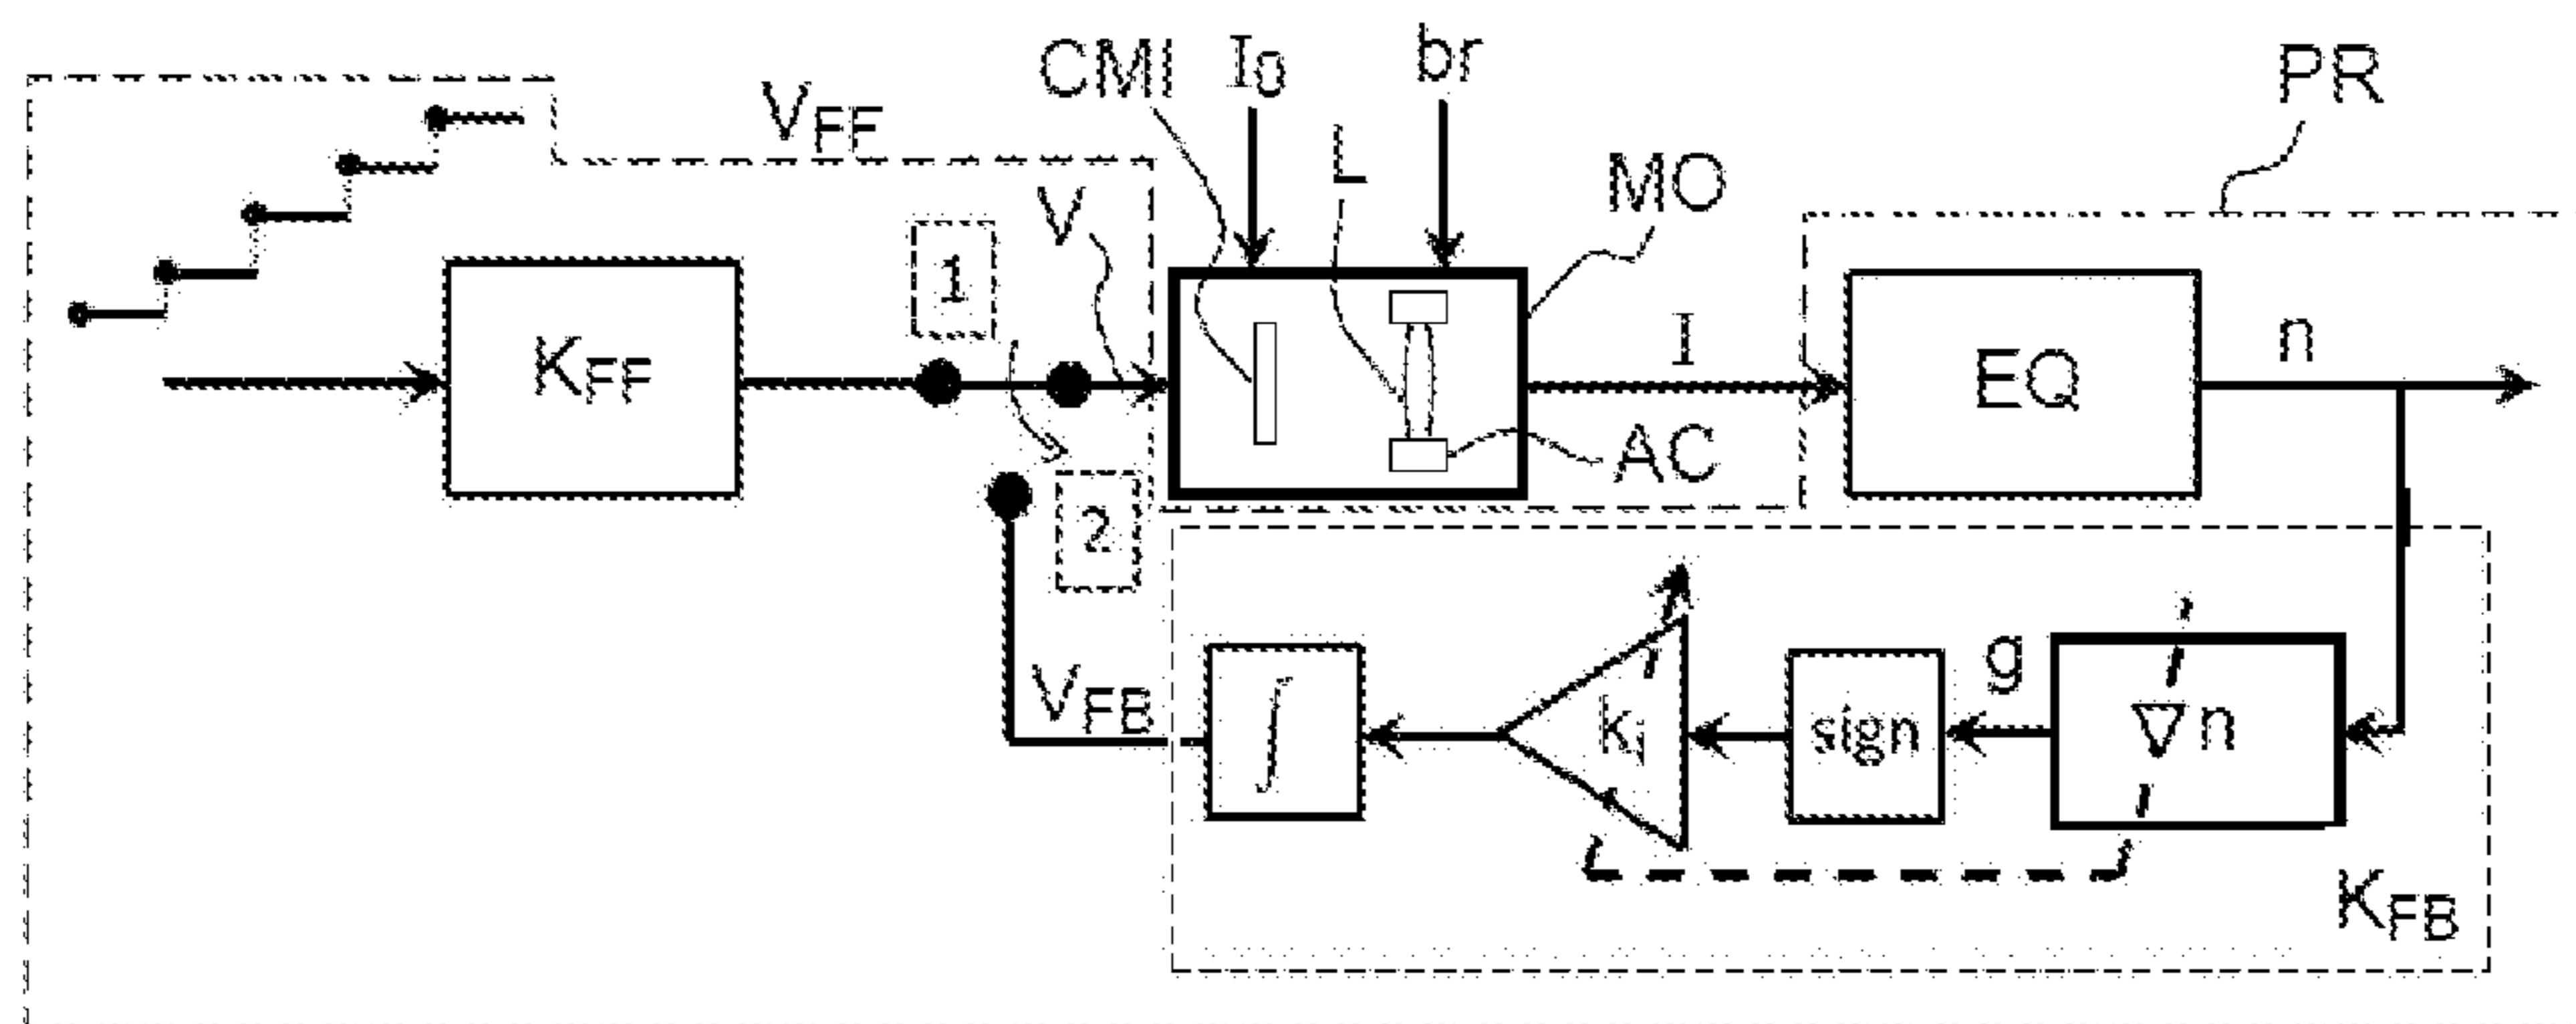 CMI
I0
br
PR
VFF
L
MO
V
1
I
n
KFF
EQ
AC
2
g
VFB
∫
ki
sign
∇n
KFB